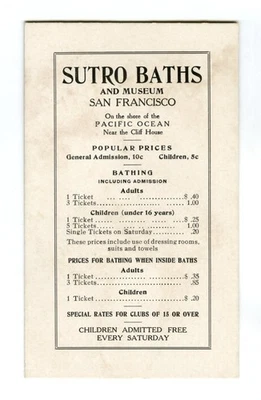 SUTRO BATHS
AND MUSEUM
SAN FRANCISCO
On the shore of the
PACIFIC OCEAN
Near the Cliff House
POPULAR PRICES
General Admission, 10c Children, 5c
BATHING
INCLUDING ADMISSION
Adults
1 Ticket $ .40
3 Tickets 1.00
Children (under 16 years)
1 Ticket $ .25
5 Tickets 1.00
Single Tickets on Saturday .20
These prices include use of dressing rooms,
suits and towels
PRICES FOR BATHING WHEN INSIDE BATHS
Adults
1 Ticket $ .35
3 Tickets .85
Children
1 Ticket $ .20
SPECIAL RATES FOR CLUBS OF 15 OR OVER
CHILDREN ADMITTED FREE
EVERY SATURDAY